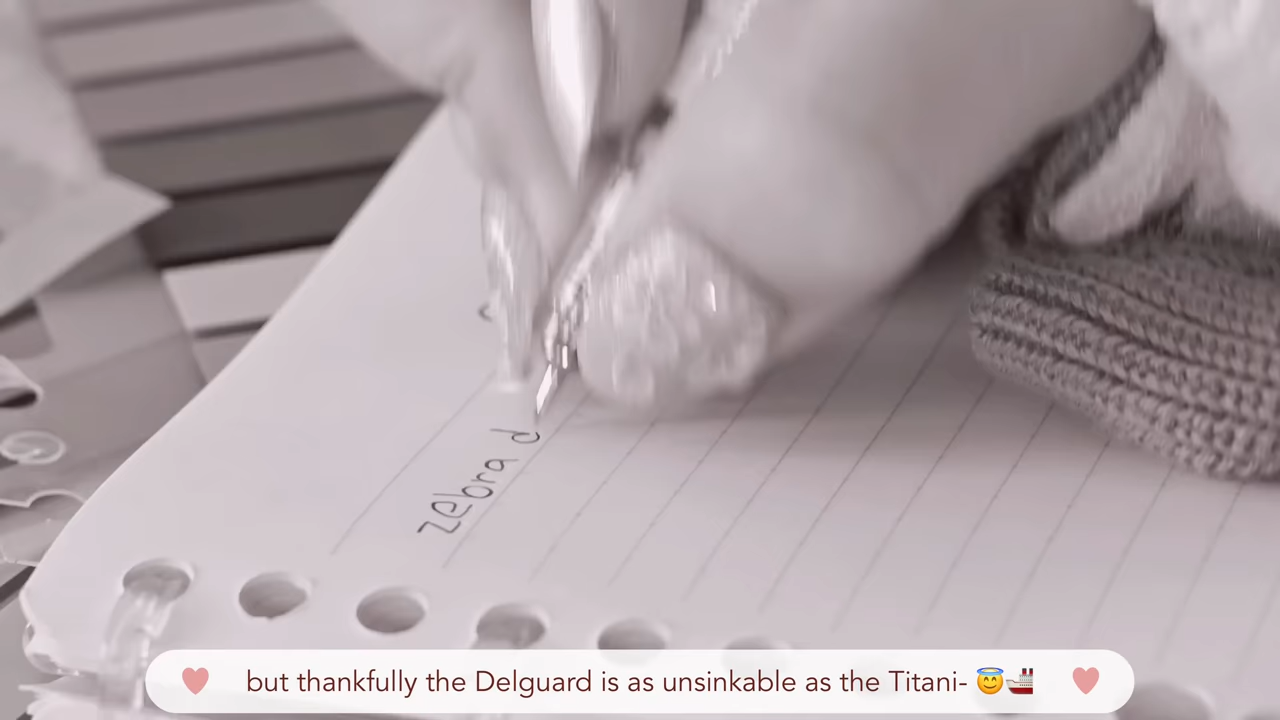 zebra d
but thankfully the Delguard is as unsinkable as the Titani- 😇🚢